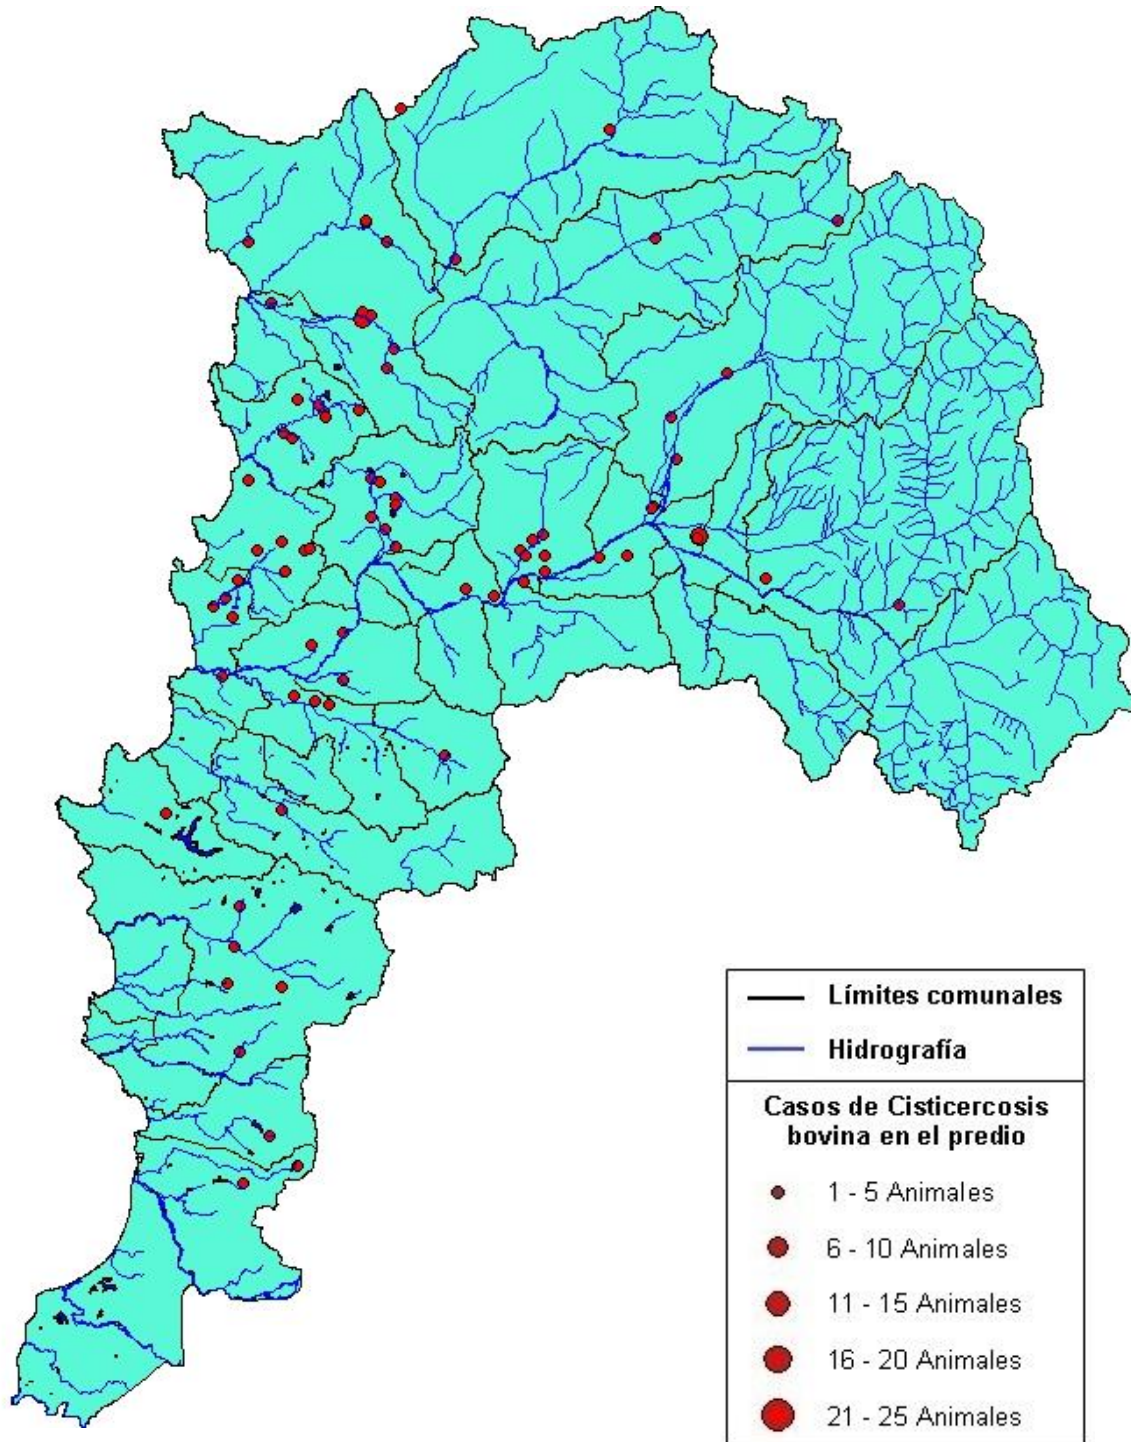 Límites comunales
Hidrografía
Casos de Cisticercosis
bovina en el predio
1 - 5 Animales
6 - 10 Animales
11 - 15 Animales
16 - 20 Animales
21 - 25 Animales